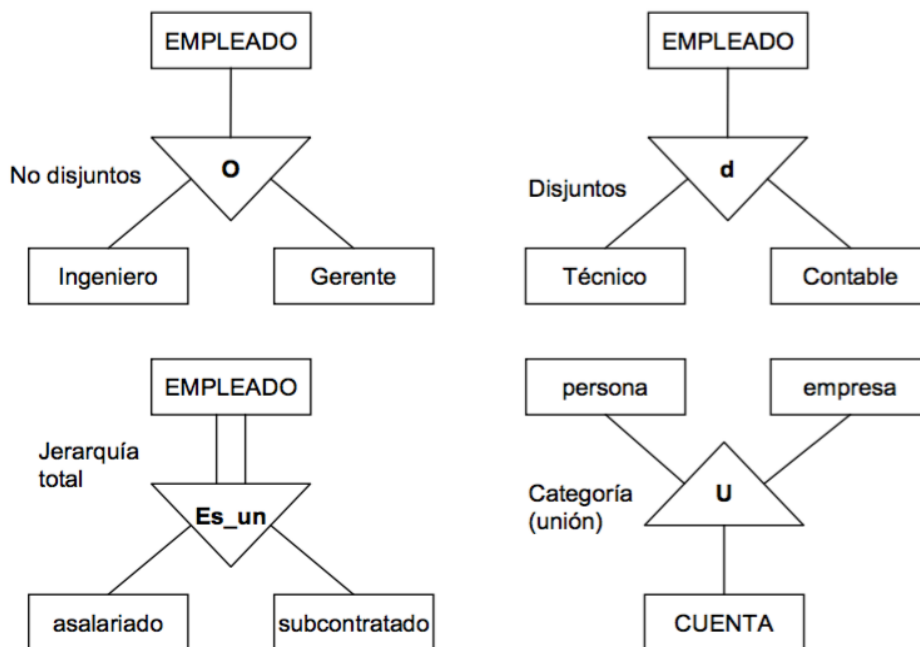 EMPLEADO
No disjuntos
O
Ingeniero
Gerente
EMPLEADO
Disjuntos
d
Técnico
Contable
EMPLEADO
Jerarquía
total
Es_un
asalariado
subcontratado
persona
empresa
Categoría
(unión)
U
CUENTA